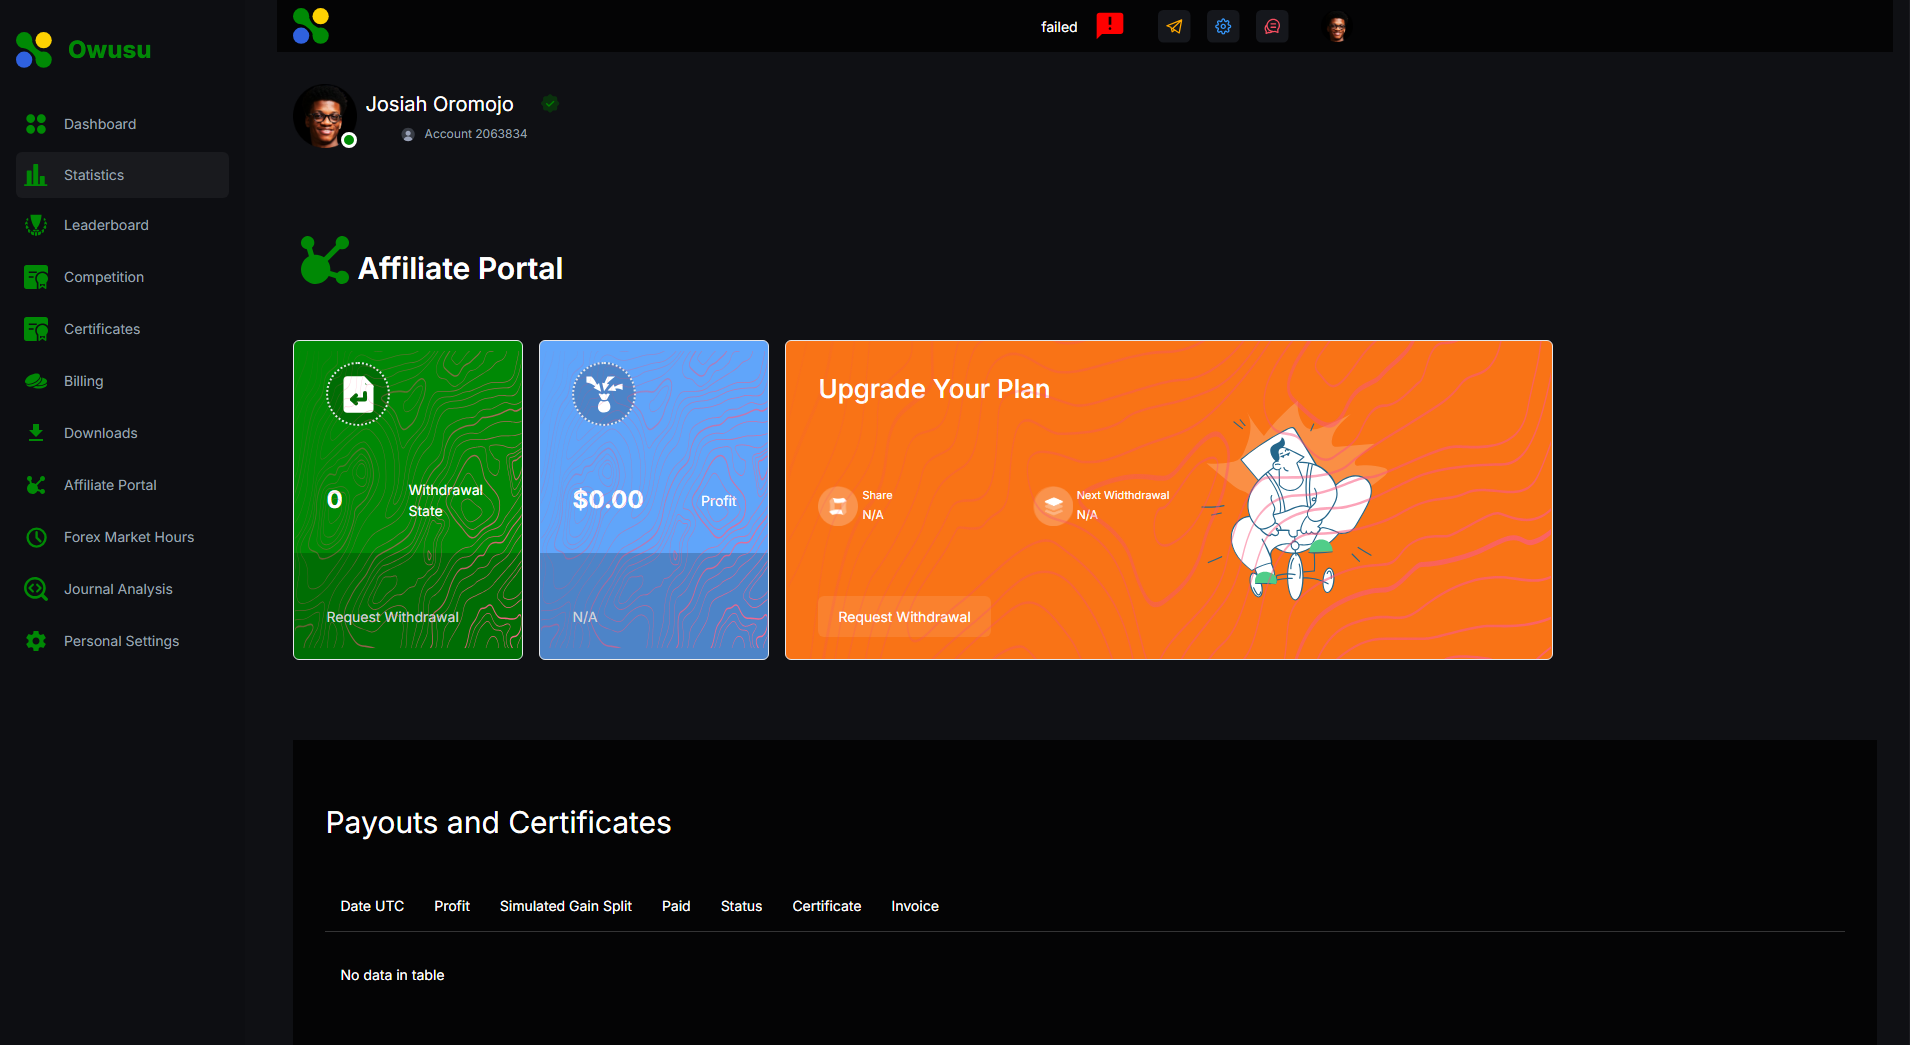 Owusu
Dashboard
Statistics
Leaderboard
Competition
Certificates
Billing
Downloads
Affiliate Portal
Forex Market Hours
Journal Analysis
Personal Settings
failed
Josiah Oromojo
Account 2063834
Affiliate Portal
0
Withdrawal
State
Request Withdrawal
$0.00
Profit
N/A
Upgrade Your Plan
Share
N/A
Next Widthdrawal
N/A
Request Withdrawal
Payouts and Certificates
Date UTC Profit Simulated Gain Split Paid Status Certificate Invoice
No data in table